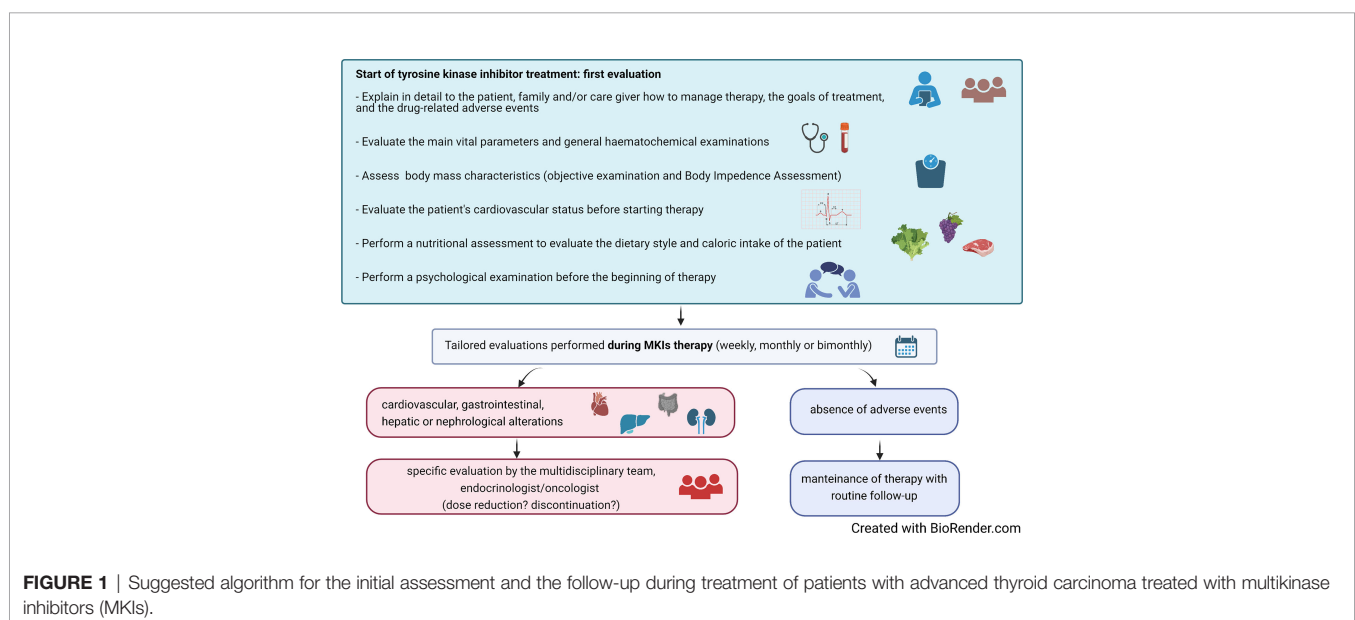 Start of tyrosine kinase inhibitor treatment: first evaluation
- Explain in detail to the patient, family and/or care giver how to manage therapy, the goals of treatment,
and the drug-related adverse events
- Evaluate the main vital parameters and general haematochemical examinations
- Assess body mass characteristics (objective examination and Body Impedence Assessment)
- Evaluate the patient's cardiovascular status before starting therapy
- Perform a nutritional assessment to evaluate the dietary style and caloric intake of the patient
- Perform a psychological examination before the beginning of therapy
Tailored evaluations performed during MKIs therapy (weekly, monthly or bimonthly)
cardiovascular, gastrointestinal,
hepatic or nephrological alterations
absence of adverse events
specific evaluation by the multidisciplinary team,
endocrinologist/oncologist
(dose reduction? discontinuation?)
manteinance of therapy with
routine follow-up
Created with BioRender.com
FIGURE 1 | Suggested algorithm for the initial assessment and the follow-up during treatment of patients with advanced thyroid carcinoma treated with multikinase
inhibitors (MKIs).